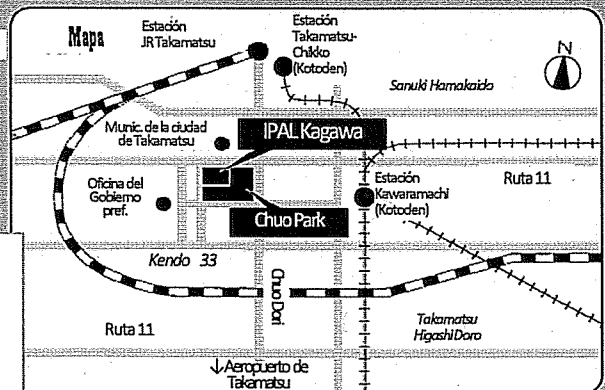 Mapa
Estación
JR Takamatsu
Estación
Takamatsu-
Chikko
(Kotoden)
N
Sanuki Hamakaido
Munic. de la ciudad
de Takamatsu
IPAL Kagawa
Oficina del
Gobierno
pref.
Estación
Kawaramachi
(Kotoden)
Ruta 11
Chuo Park
Kendo 33
Chuo Dori
Ruta 11
Takamatsu
Higashi Doro
↓Aeropuerto de
Takamatsu